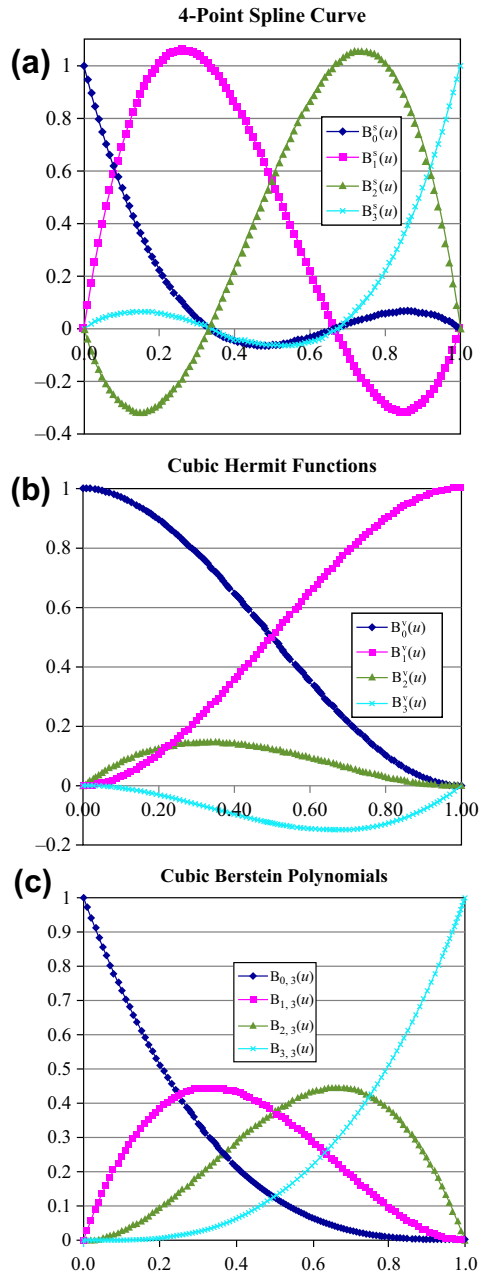 4-Point Spline Curve
(a)
1
0.8
0.6
0.4
0.2
0
–0.2
–0.4
0.0
0.2
0.4
0.6
0.8
1.0
B₀ˢ(u)
B₁ˢ(u)
B₂ˢ(u)
B₃ˢ(u)
Cubic Hermit Functions
(b)
1
0.8
0.6
0.4
0.2
0
–0.2
0.00
0.20
0.40
0.60
0.80
1.00
B₀ᵛ(u)
B₁ᵛ(u)
B₂ᵛ(u)
B₃ᵛ(u)
(c)
Cubic Berstein Polynomials
1
0.9
0.8
0.7
0.6
0.5
0.4
0.3
0.2
0.1
0
0.0
0.2
0.4
0.6
0.8
1.0
B₀,₃(u)
B₁,₃(u)
B₂,₃(u)
B₃,₃(u)